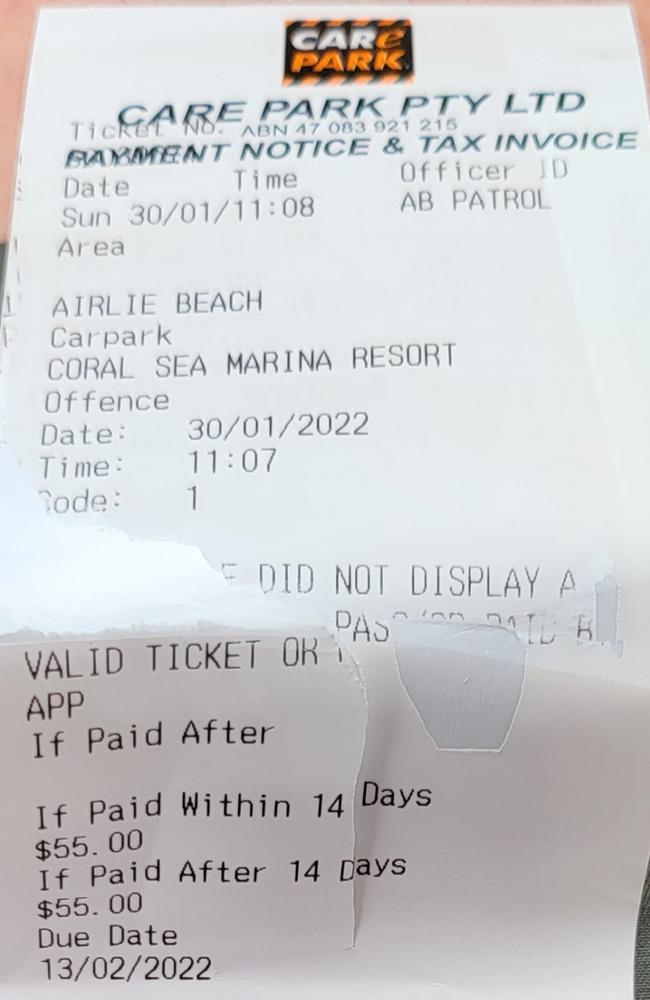 CARe
PARK
CARE PARK PTY LTD
Ticket No. ABN 47 083 921 215
PAYMENT NOTICE & TAX INVOICE
Date Time Officer ID
Sun 30/01/11:08 AB PATROL
Area
AIRLIE BEACH
Carpark
CORAL SEA MARINA RESORT
Offence
Date: 30/01/2022
Time: 11:07
Code: 1
DID NOT DISPLAY A
VALID TICKET OR PAID
APP
If Paid After
If Paid Within 14 Days
$55.00
If Paid After 14 Days
$55.00
Due Date
13/02/2022